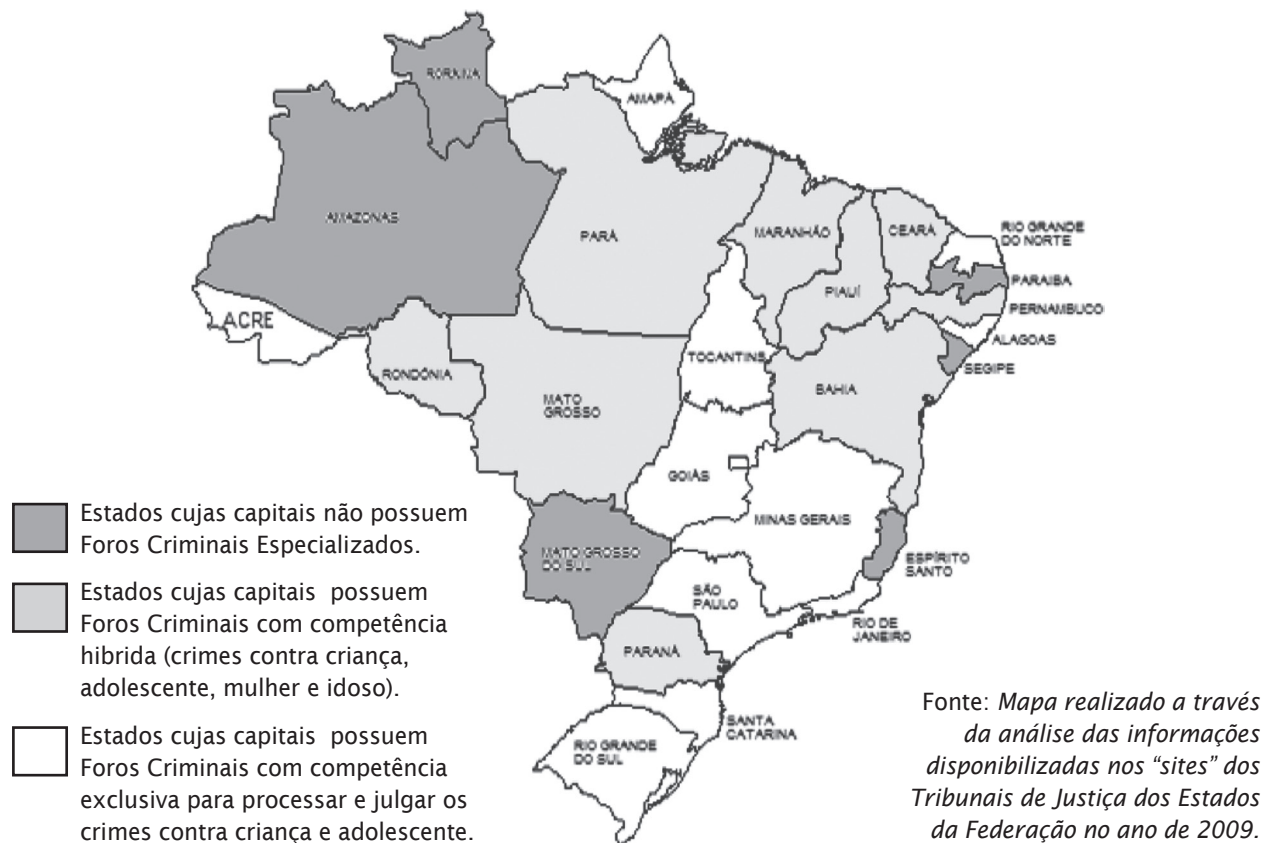 RORAIMA
AMAPÁ
AMAZONAS
PARÁ
MARANHÃO
CEARÁ
RIO GRANDE
DO NORTE
PARAIBA
PIAUÍ
PERNAMBUCO
ACRE
ALAGOAS
TOCANTINS
SEGIPE
RONDÔNIA
BAHIA
MATO
GROSSO
GOIÁS
MINAS GERAIS
MATO GROSSO
DO SUL
ESPÍRITO
SANTO
SÃO
PAULO
RIO DE
JANEIRO
PARANÁ
SANTA
CATARINA
RIO GRANDE
DO SUL
Estados cujas capitais não possuem
Foros Criminais Especializados.
Estados cujas capitais possuem
Foros Criminais com competência
hibrida (crimes contra criança,
adolescente, mulher e idoso).
Estados cujas capitais possuem
Foros Criminais com competência
exclusiva para processar e julgar os
crimes contra criança e adolescente.
Fonte: Mapa realizado a través
da análise das informações
disponibilizadas nos “sites” dos
Tribunais de Justiça dos Estados
da Federação no ano de 2009.